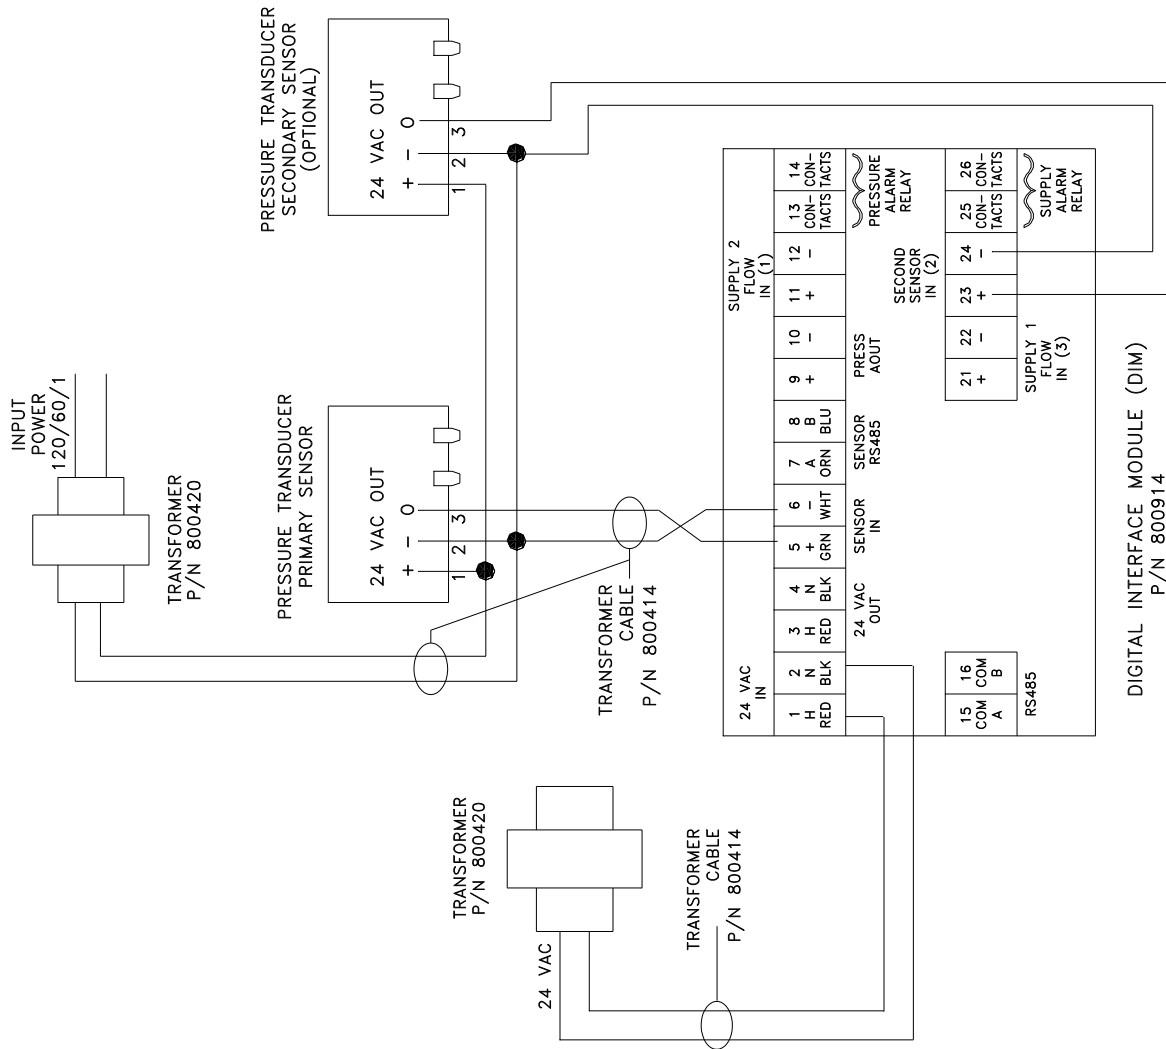 INPUT
POWER
120/60/1
TRANSFORMER
P/N 800420
PRESSURE TRANSDUCER
PRIMARY SENSOR
24 VAC OUT
+ − O
1 2 3
PRESSURE TRANSDUCER
SECONDARY SENSOR
(OPTIONAL)
24 VAC OUT
+ − O
1 2 3
TRANSFORMER
CABLE
P/N 800414
TRANSFORMER
P/N 800420
24 VAC
TRANSFORMER
CABLE
P/N 800414
24 VAC
IN
SUPPLY 2
FLOW
IN (1)
1
H
RED
2
N
BLK
3
H
RED
4
N
BLK
5
+
GRN
6
−
WHT
7
A
ORN
8
B
BLU
9
+
10
−
11
+
12
−
13
CON-
TACTS
14
CON-
TACTS
24 VAC
OUT
SENSOR
IN
SENSOR
RS485
PRESS
AOUT
PRESSURE
ALARM
RELAY
SECOND
SENSOR
IN (2)
15
COM
A
16
COM
B
21
+
22
−
23
+
24
−
25
CON-
TACTS
26
CON-
TACTS
RS485
SUPPLY 1
FLOW
IN (3)
SUPPLY
ALARM
RELAY
DIGITAL INTERFACE MODULE (DIM)
P/N 800914